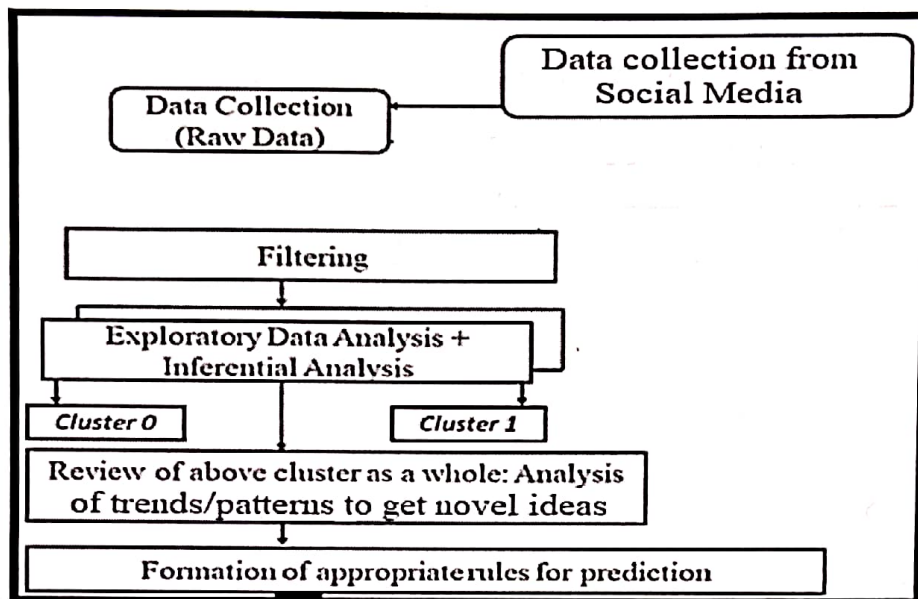 Data collection from
Social Media
Data Collection
(Raw Data)
Filtering
Exploratory Data Analysis +
Inferential Analysis
Cluster 0
Cluster 1
Review of above cluster as a whole: Analysis
of trends/patterns to get novel ideas
Formation of appropriate rules for prediction